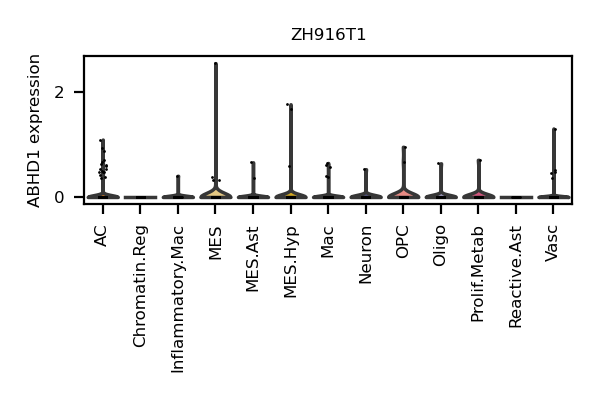 ZH916T1
ABHD1 expression
2
0
AC
Chromatin.Reg
Inflammatory.Mac
MES
MES.Ast
MES.Hyp
Mac
Neuron
OPC
Oligo
Prolif.Metab
Reactive.Ast
Vasc